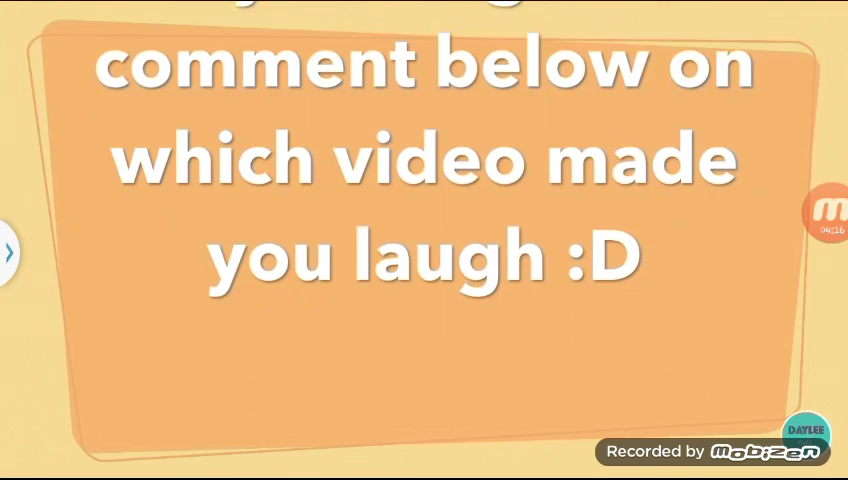 comment below on
which video made
you laugh :D
04:16
DAYLEE
Recorded by mobizen